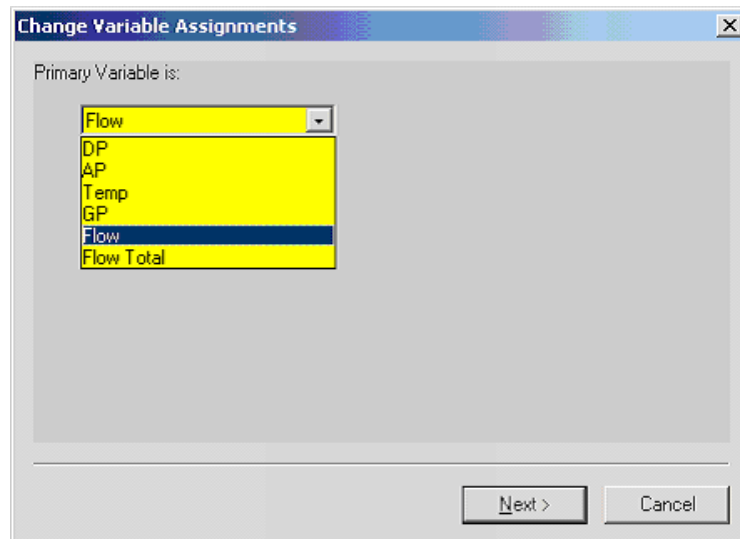 Change Variable Assignments
Primary Variable is:
Flow
DP
AP
Temp
GP
Flow
Flow Total
Next >
Cancel